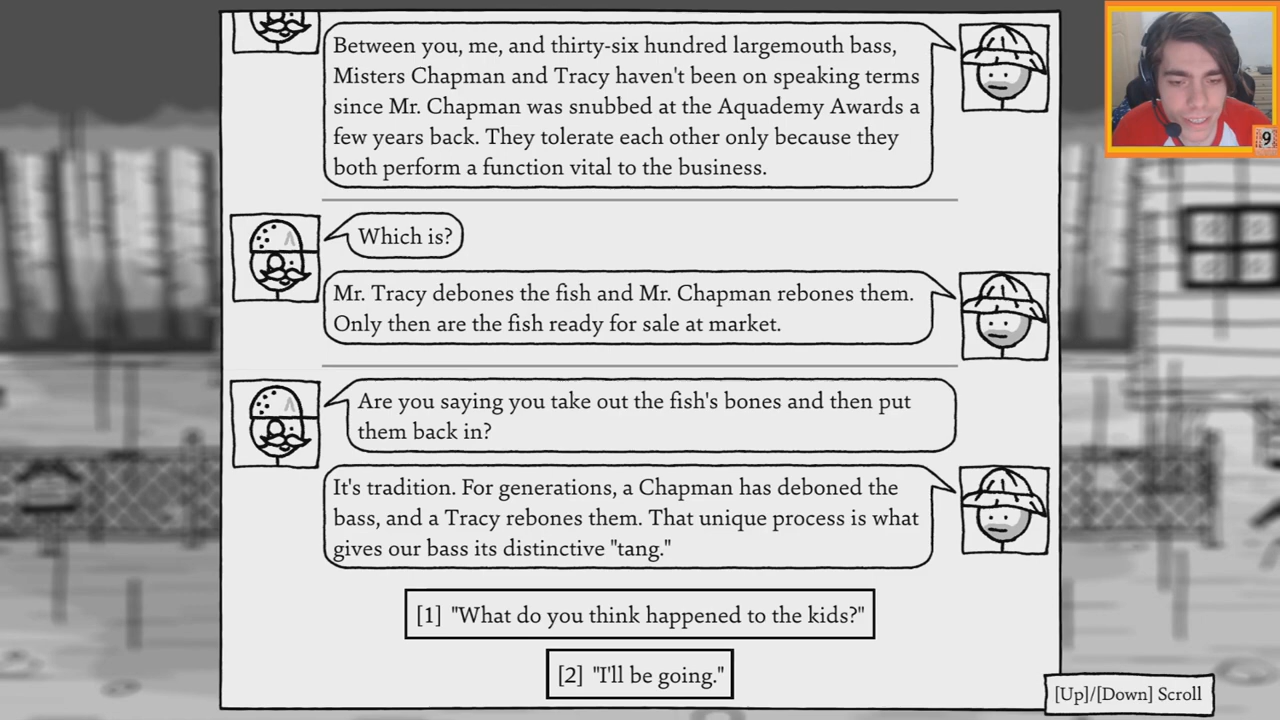 Between you, me, and thirty-six hundred largemouth bass,
Misters Chapman and Tracy haven't been on speaking terms
since Mr. Chapman was snubbed at the Aquademy Awards a
few years back. They tolerate each other only because they
both perform a function vital to the business.
Which is?
Mr. Tracy debones the fish and Mr. Chapman rebones them.
Only then are the fish ready for sale at market.
Are you saying you take out the fish's bones and then put
them back in?
It's tradition. For generations, a Chapman has deboned the
bass, and a Tracy rebones them. That unique process is what
gives our bass its distinctive "tang."
[1] "What do you think happened to the kids?"
[2] "I'll be going."
[Up]/[Down] Scroll
9